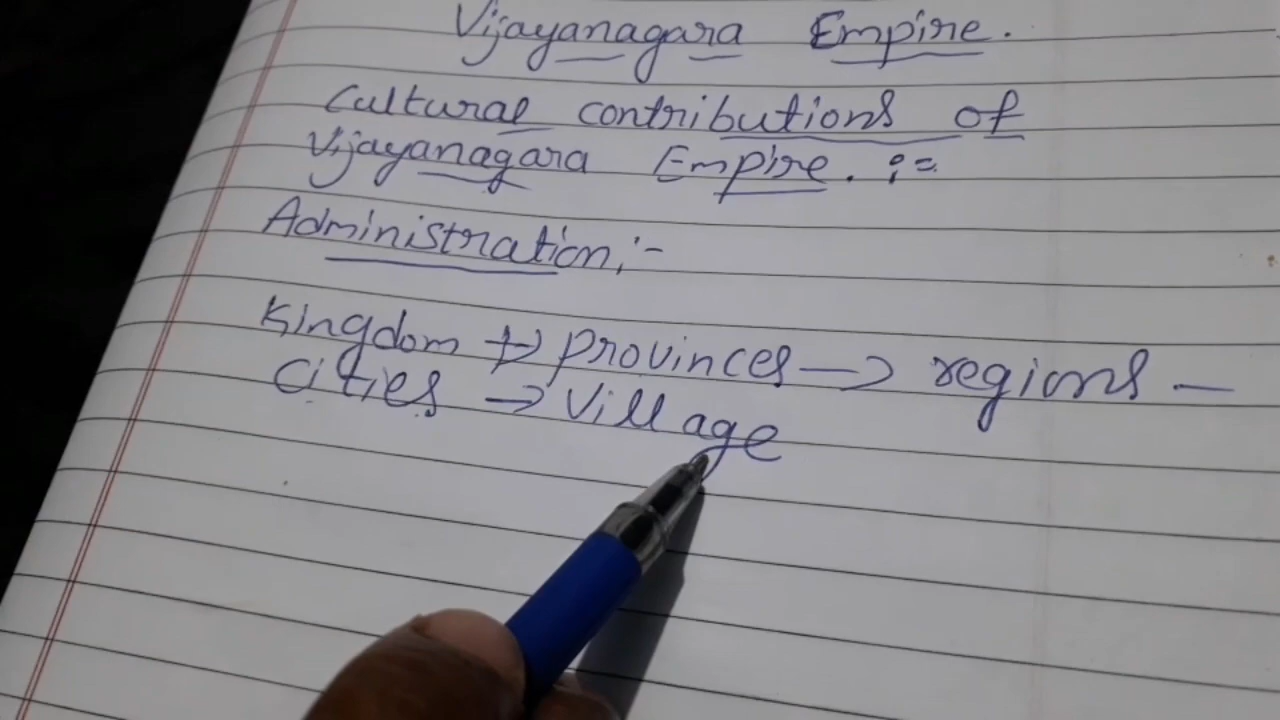 Vijayanagara Empire.
Cultural contributions of
Vijayanagara Empire. :=
Administration:-
Kingdom → provinces → regions —
cities → village